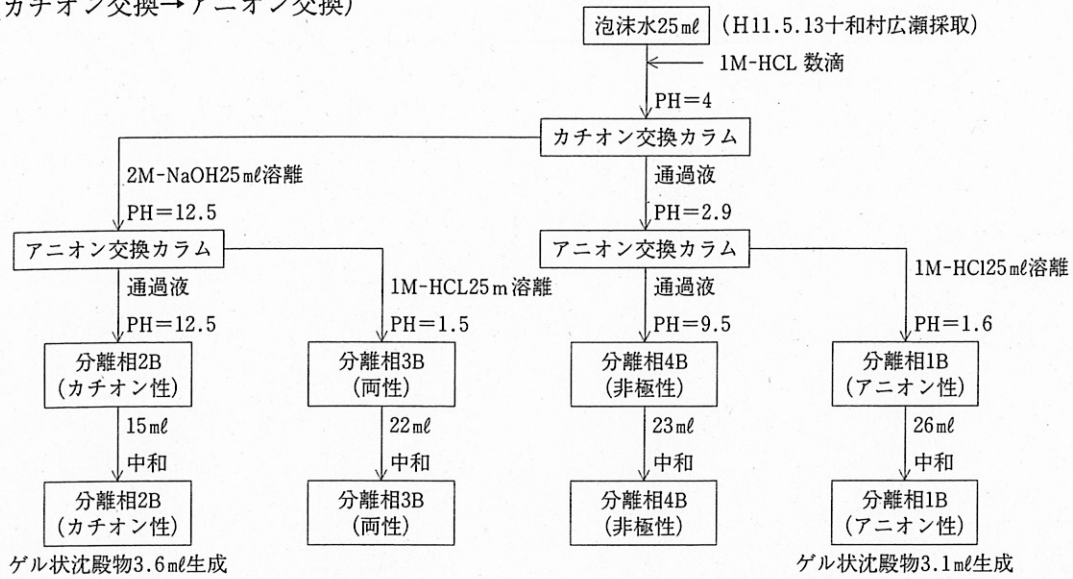 カチオン交換→アニオン交換)
泡沫水25mℓ (H11.5.13十和村広瀬採取)
1M-HCL 数滴
PH=4
カチオン交換カラム
2M-NaOH25mℓ溶離
通過液
PH=12.5
PH=2.9
アニオン交換カラム
アニオン交換カラム
通過液
1M-HCL25m溶離
通過液
1M-HCl25mℓ溶離
PH=12.5
PH=1.5
PH=9.5
PH=1.6
分離相2B
(カチオン性)
分離相3B
(両性)
分離相4B
(非極性)
分離相1B
(アニオン性)
15mℓ
22mℓ
23mℓ
26mℓ
中和
中和
中和
中和
分離相2B
(カチオン性)
分離相3B
(両性)
分離相4B
(非極性)
分離相1B
(アニオン性)
ゲル状沈殿物3.6mℓ生成
ゲル状沈殿物3.1mℓ生成